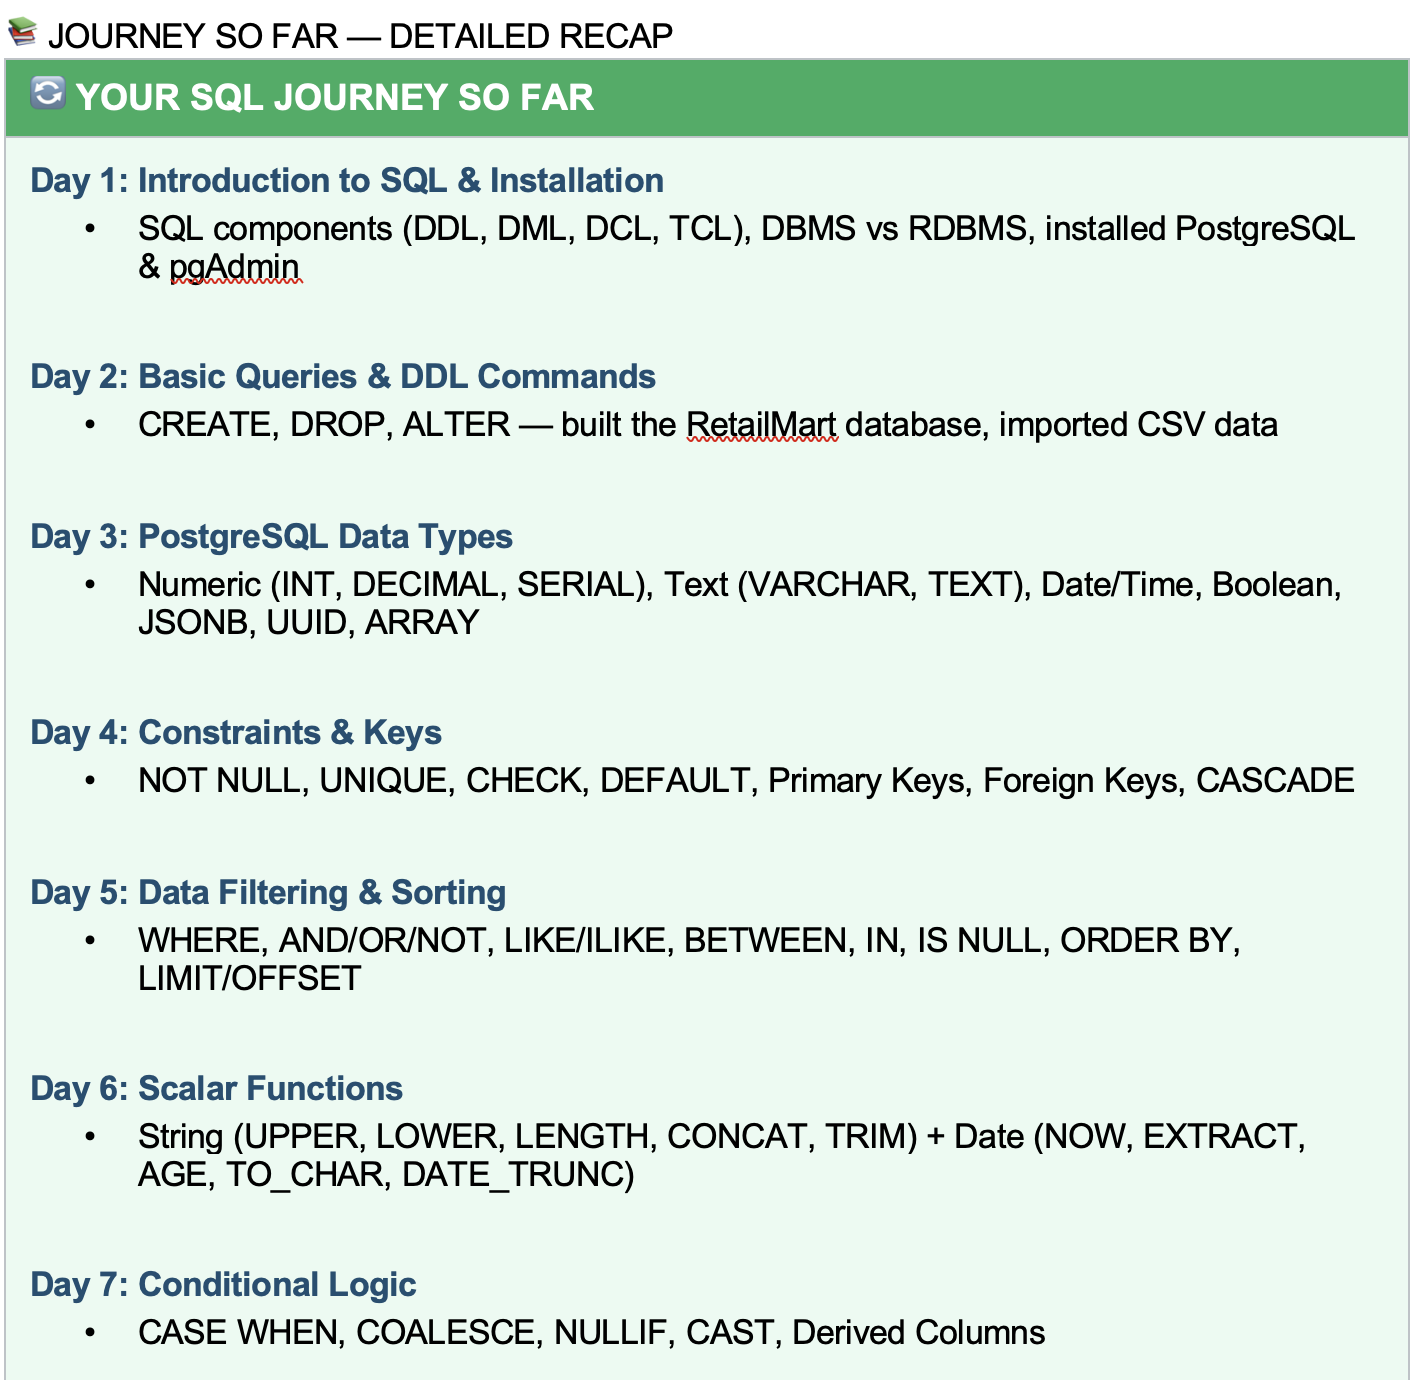 📚 JOURNEY SO FAR — DETAILED RECAP
🔄 YOUR SQL JOURNEY SO FAR
Day 1: Introduction to SQL & Installation
• SQL components (DDL, DML, DCL, TCL), DBMS vs RDBMS, installed PostgreSQL
& pgAdmin
Day 2: Basic Queries & DDL Commands
• CREATE, DROP, ALTER — built the RetailMart database, imported CSV data
Day 3: PostgreSQL Data Types
• Numeric (INT, DECIMAL, SERIAL), Text (VARCHAR, TEXT), Date/Time, Boolean,
JSONB, UUID, ARRAY
Day 4: Constraints & Keys
• NOT NULL, UNIQUE, CHECK, DEFAULT, Primary Keys, Foreign Keys, CASCADE
Day 5: Data Filtering & Sorting
• WHERE, AND/OR/NOT, LIKE/ILIKE, BETWEEN, IN, IS NULL, ORDER BY,
LIMIT/OFFSET
Day 6: Scalar Functions
• String (UPPER, LOWER, LENGTH, CONCAT, TRIM) + Date (NOW, EXTRACT,
AGE, TO_CHAR, DATE_TRUNC)
Day 7: Conditional Logic
• CASE WHEN, COALESCE, NULLIF, CAST, Derived Columns